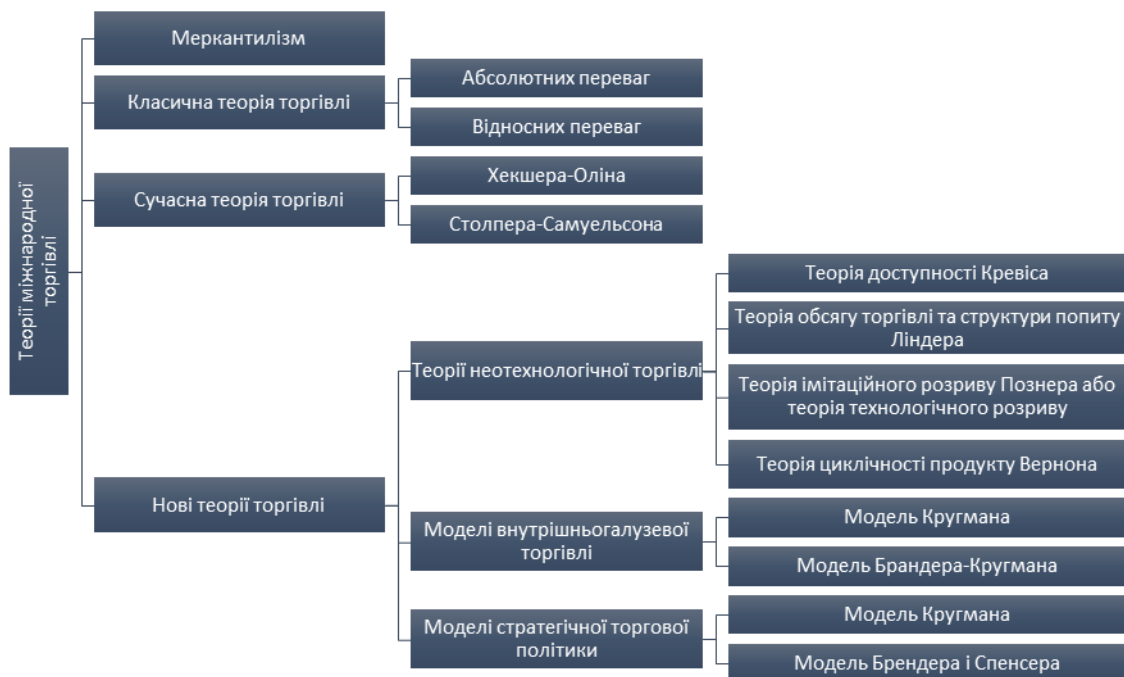 Теорії міжнародної
торгівлі
Меркантилізм
Класична теорія торгівлі
Абсолютних переваг
Відносних переваг
Сучасна теорія торгівлі
Хекшера-Оліна
Столпера-Самуельсона
Нові теорії торгівлі
Теорії неотехнологічної торгівлі
Теорія доступності Кревіса
Теорія обсягу торгівлі та структури попиту
Ліндера
Теорія імітаційного розриву Познера або
теорія технологічного розриву
Теорія циклічності продукту Вернона
Моделі внутрішньогалузевої
торгівлі
Модель Кругмана
Модель Брандера-Кругмана
Моделі стратегічної торгової
політики
Модель Кругмана
Модель Брендера і Спенсера